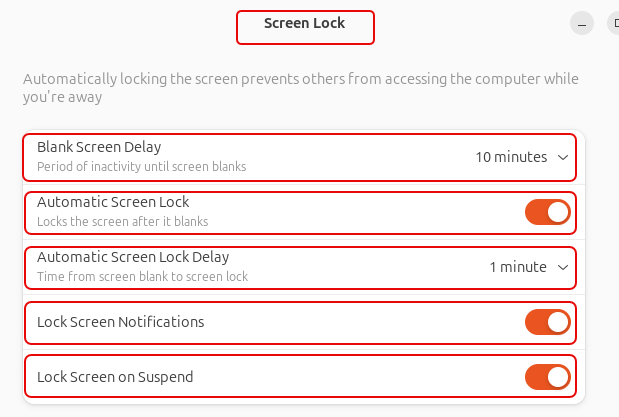 Screen Lock
Automatically locking the screen prevents others from accessing the computer while
you're away
Blank Screen Delay
Period of inactivity until screen blanks
10 minutes
Automatic Screen Lock
Locks the screen after it blanks
Automatic Screen Lock Delay
Time from screen blank to screen lock
1 minute
Lock Screen Notifications
Lock Screen on Suspend